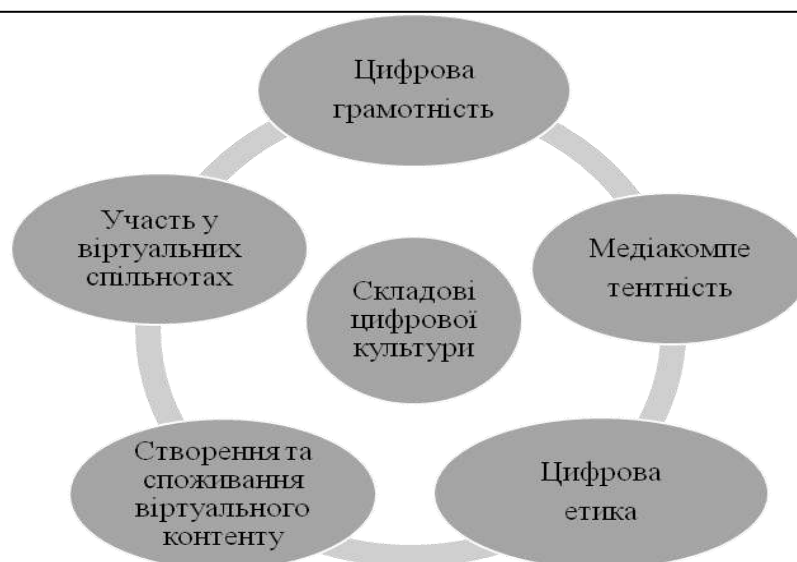 Цифрова
грамотність
Участь у
віртуальних
спільнотах
Медіакомпе
тентність
Складові
цифрової
культури
Створення та
споживання
віртуального
контенту
Цифрова
етика